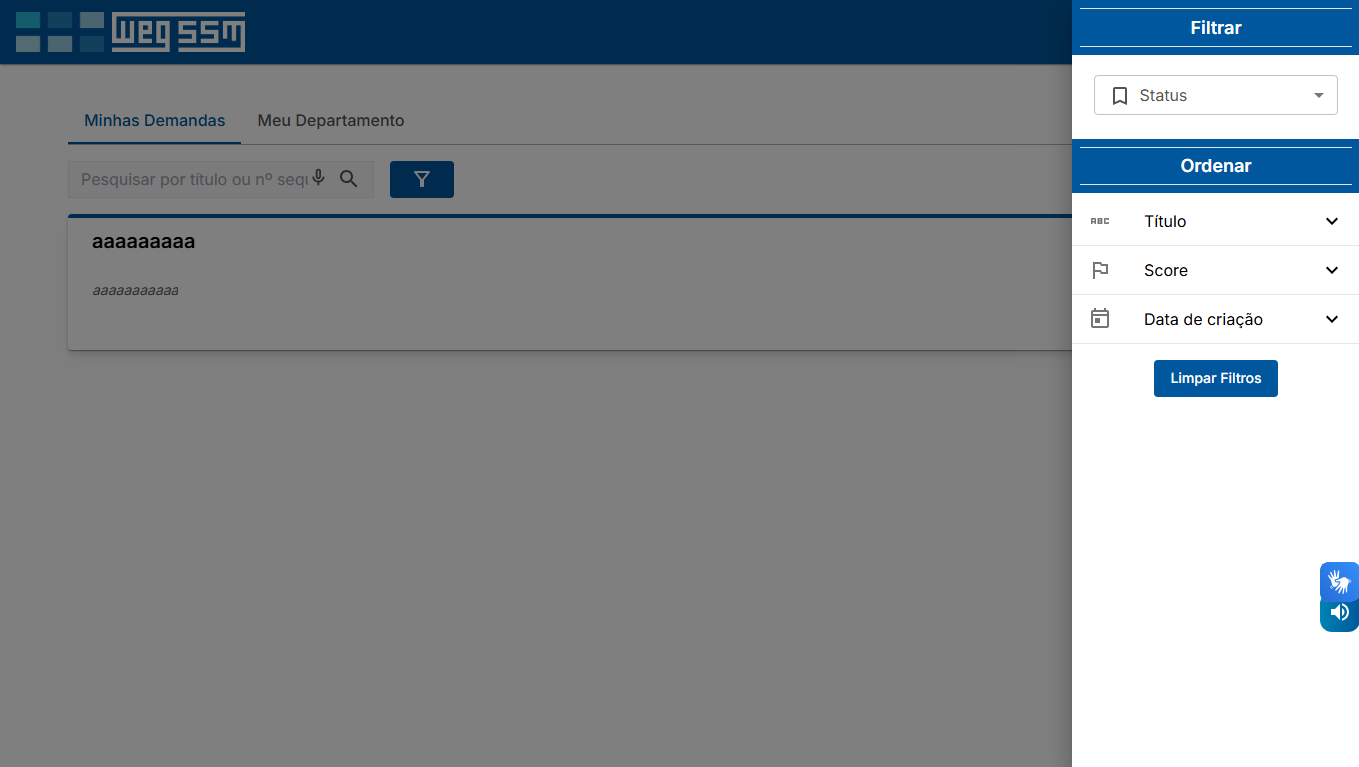 weg ssm
Filtrar
Status
Minhas Demandas
Meu Departamento
Pesquisar por título ou nº sequ
Ordenar
aaaaaaaaa
aaaaaaaaaaa
ABC
Título
Score
Data de criação
Limpar Filtros